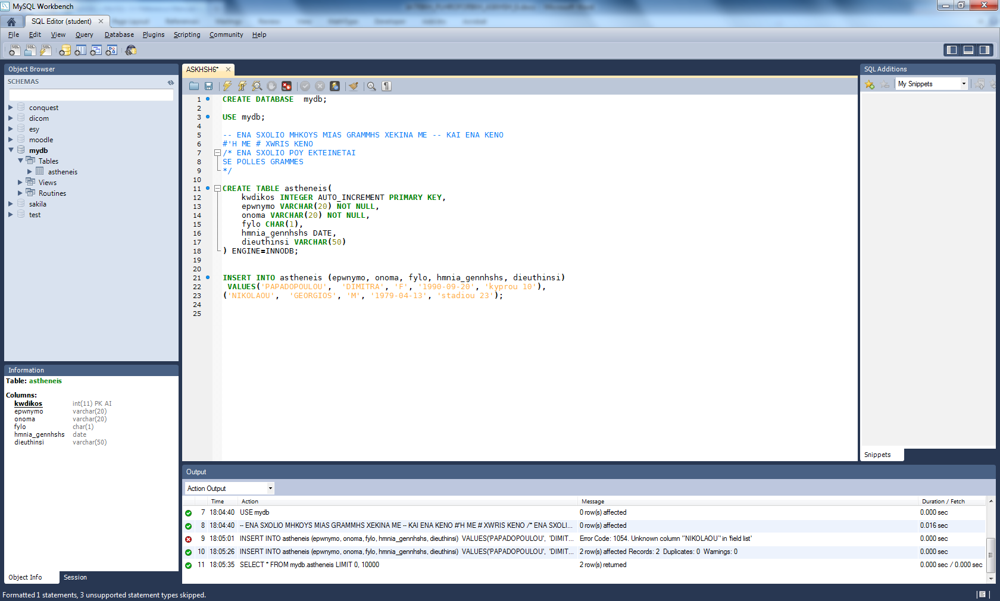 MySQL Workbench
SQL Editor (student)
File Edit View Query Database Plugins Scripting Community Help
Object Browser
SCHEMAS
conquest
dicom
esy
moodle
mydb
Tables
astheneis
Views
Routines
sakila
test
Information
Table: astheneis
Columns:
kwdikos int(11) PK AI
epwnymo varchar(20)
onoma varchar(20)
fylo char(1)
hmnia_gennhshs date
dieuthinsi varchar(50)
Object Info Session
ASKHSH6*
1 CREATE DATABASE  mydb;
2
3 USE mydb;
4
5 -- ENA SXOLIO MHKOYS MIAS GRAMMHS XEKINA ME -- KAI ENA KENO
6 #'H ME # XWRIS KENO
7 /* ENA SXOLIO POY EKTEINETAI
8 SE POLLES GRAMMES
9 */
10
11 CREATE TABLE astheneis(
12 kwdikos INTEGER AUTO_INCREMENT PRIMARY KEY,
13 epwnymo VARCHAR(20) NOT NULL,
14 onoma VARCHAR(20) NOT NULL,
15 fylo CHAR(1),
16 hmnia_gennhshs DATE,
17 dieuthinsi VARCHAR(50)
18 ) ENGINE=INNODB;
19
20
21 INSERT INTO astheneis (epwnymo, onoma, fylo, hmnia_gennhshs, dieuthinsi)
22 VALUES('PAPADOPOULOU',  'DIMITRA', 'F', '1990-09-20', 'kyprou 10'),
23 ('NIKOLAOU',  'GEORGIOS', 'M', '1979-04-13', 'stadiou 23');
24
25
SQL Additions
My Snippets
Snippets
Output
Action Output
Time Action Message Duration / Fetch
7 18:04:40 USE mydb 0 row(s) affected 0.000 sec
8 18:04:40 -- ENA SXOLIO MHKOYS MIAS GRAMMHS XEKINA ME -- KAI ENA KENO #'H ME # XWRIS KENO /* ENA SXOLI... 0 row(s) affected 0.016 sec
9 18:05:01 INSERT INTO astheneis (epwnymo, onoma, fylo, hmnia_gennhshs, dieuthinsi)  VALUES('PAPADOPOULOU',  'DIMIT... Error Code: 1054. Unknown column ''NIKOLAOU'' in 'field list' 0.000 sec
10 18:05:26 INSERT INTO astheneis (epwnymo, onoma, fylo, hmnia_gennhshs, dieuthinsi)  VALUES('PAPADOPOULOU',  'DIMIT... 2 row(s) affected Records: 2  Duplicates: 0  Warnings: 0 0.000 sec
11 18:05:35 SELECT * FROM mydb.astheneis LIMIT 0, 10000 2 row(s) returned 0.000 sec / 0.000 sec
Formatted 1 statements, 3 unsupported statement types skipped.